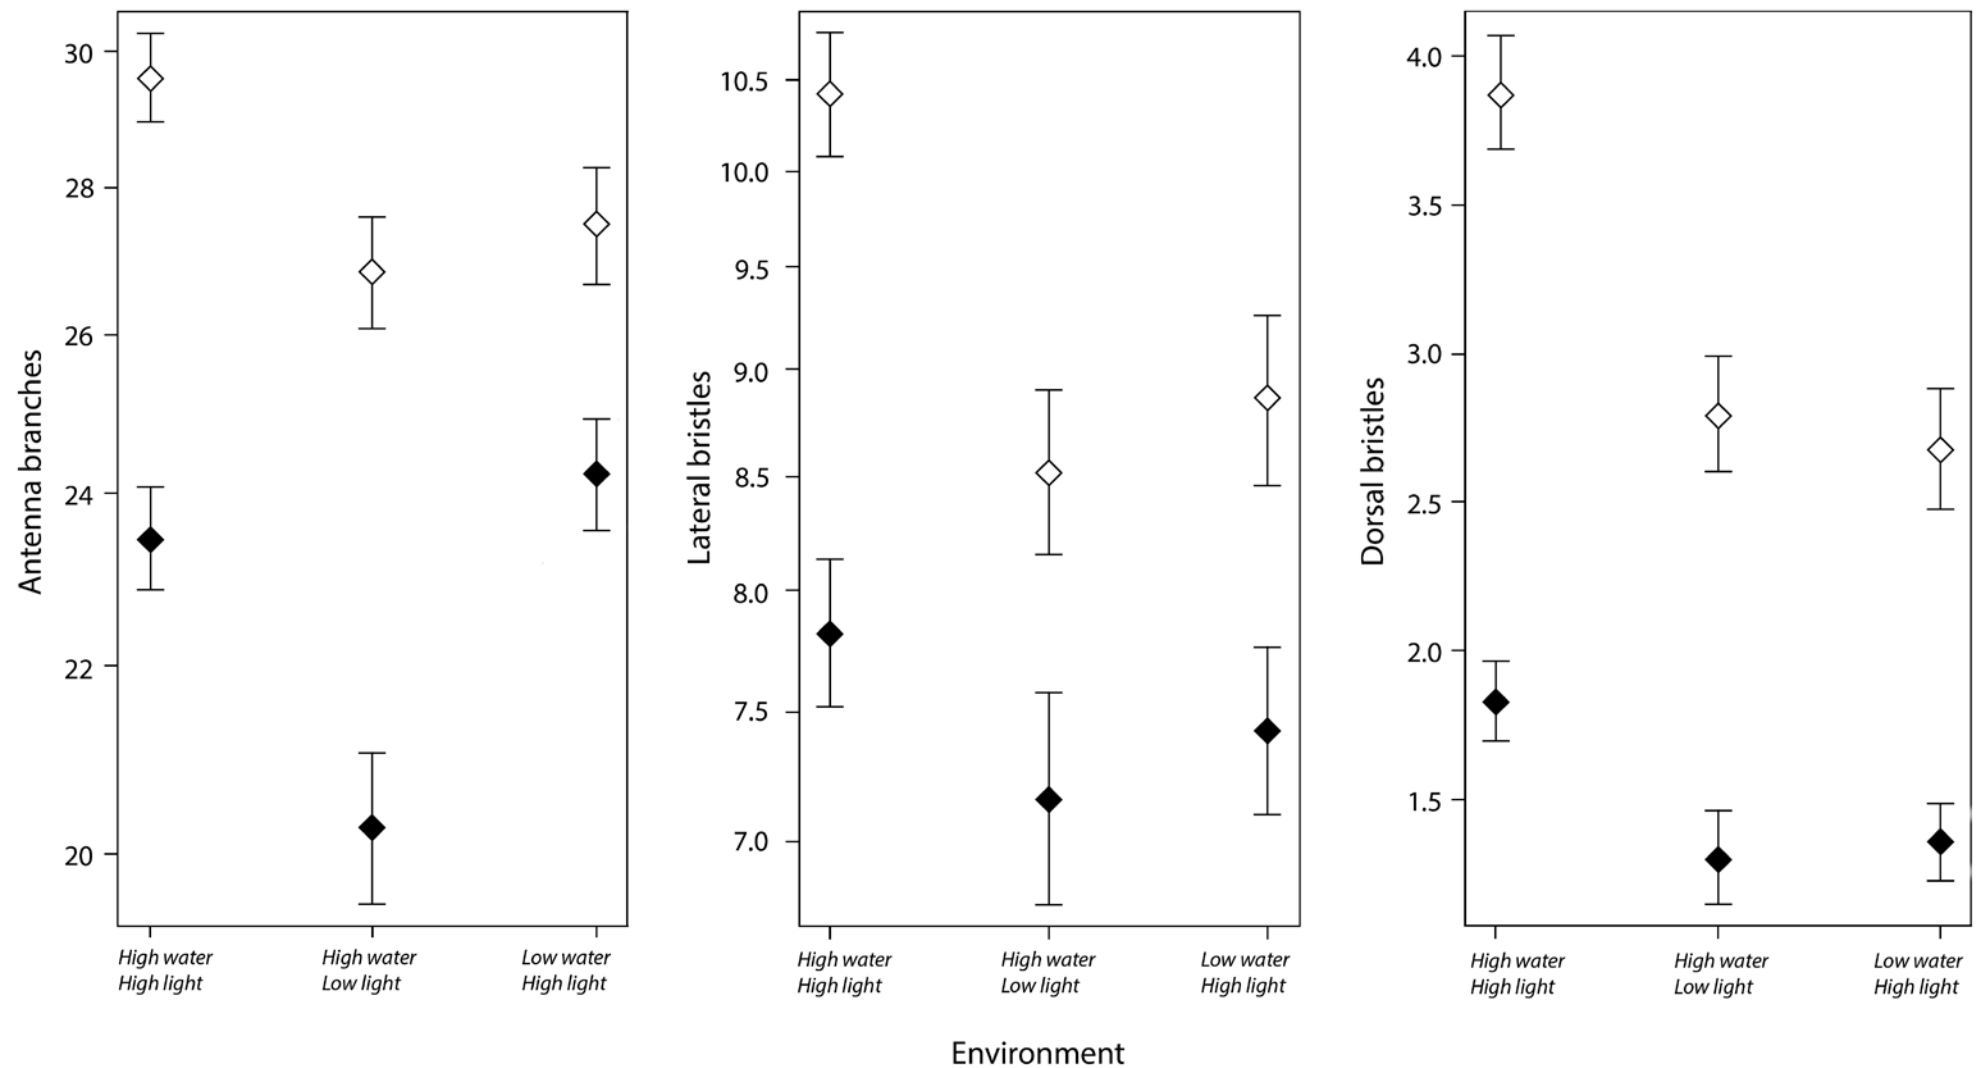 Antenna branches
30
28
26
24
22
20
High water
High light
High water
Low light
Low water
High light
Lateral bristles
10.5
10.0
9.5
9.0
8.5
8.0
7.5
7.0
High water
High light
High water
Low light
Low water
High light
Dorsal bristles
4.0
3.5
3.0
2.5
2.0
1.5
High water
High light
High water
Low light
Low water
High light
Environment